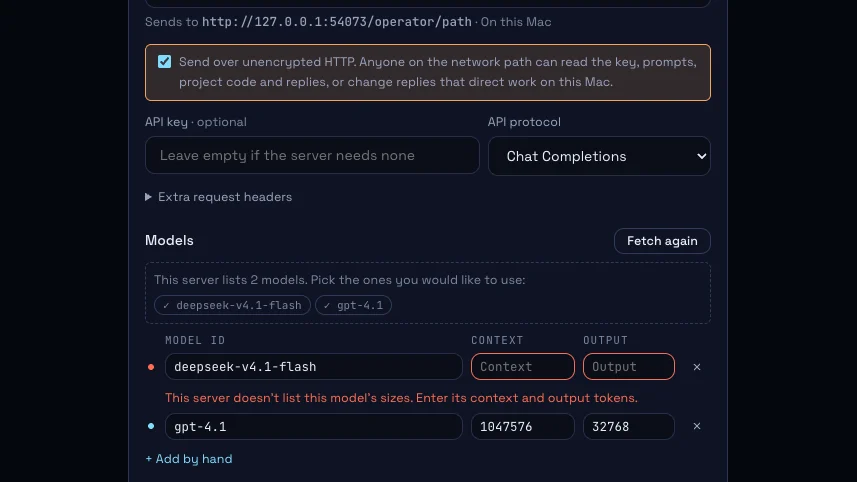 Sends to http://127.0.0.1:54073/operator/path · On this Mac
Send over unencrypted HTTP. Anyone on the network path can read the key, prompts,
project code and replies, or change replies that direct work on this Mac.
API key · optional
API protocol
Leave empty if the server needs none
Chat Completions
Extra request headers
Models
Fetch again
This server lists 2 models. Pick the ones you would like to use:
✓ deepseek-v4.1-flash ✓ gpt-4.1
MODEL ID CONTEXT OUTPUT
deepseek-v4.1-flash Context Output ×
This server doesn't list this model's sizes. Enter its context and output tokens.
gpt-4.1 1047576 32768 ×
+ Add by hand